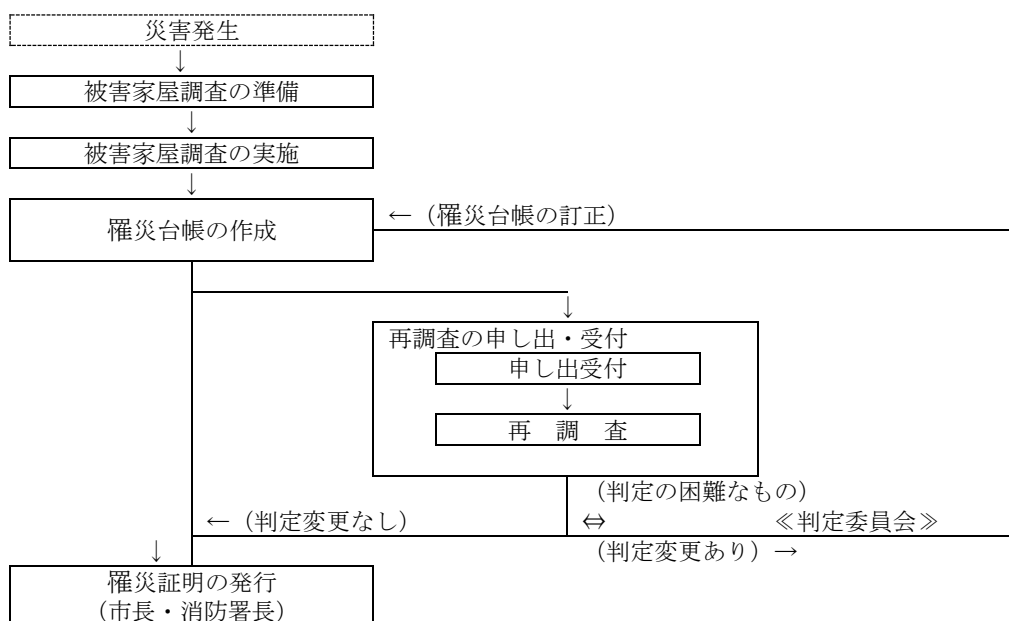 災害発生
↓
被害家屋調査の準備
↓
被害家屋調査の実施
↓
罹災台帳の作成
←（罹災台帳の訂正）
↓
再調査の申し出・受付
申し出受付
↓
再　調　査
（判定の困難なもの）
←（判定変更なし） ⇔ ≪判定委員会≫
（判定変更あり）→
↓
罹災証明の発行
（市長・消防署長）